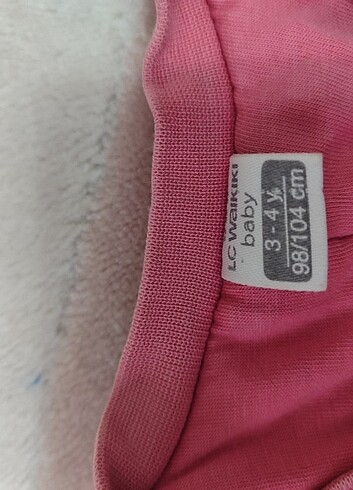 LC WAIKIKI
baby
3 - 4 y.
98/104 cm